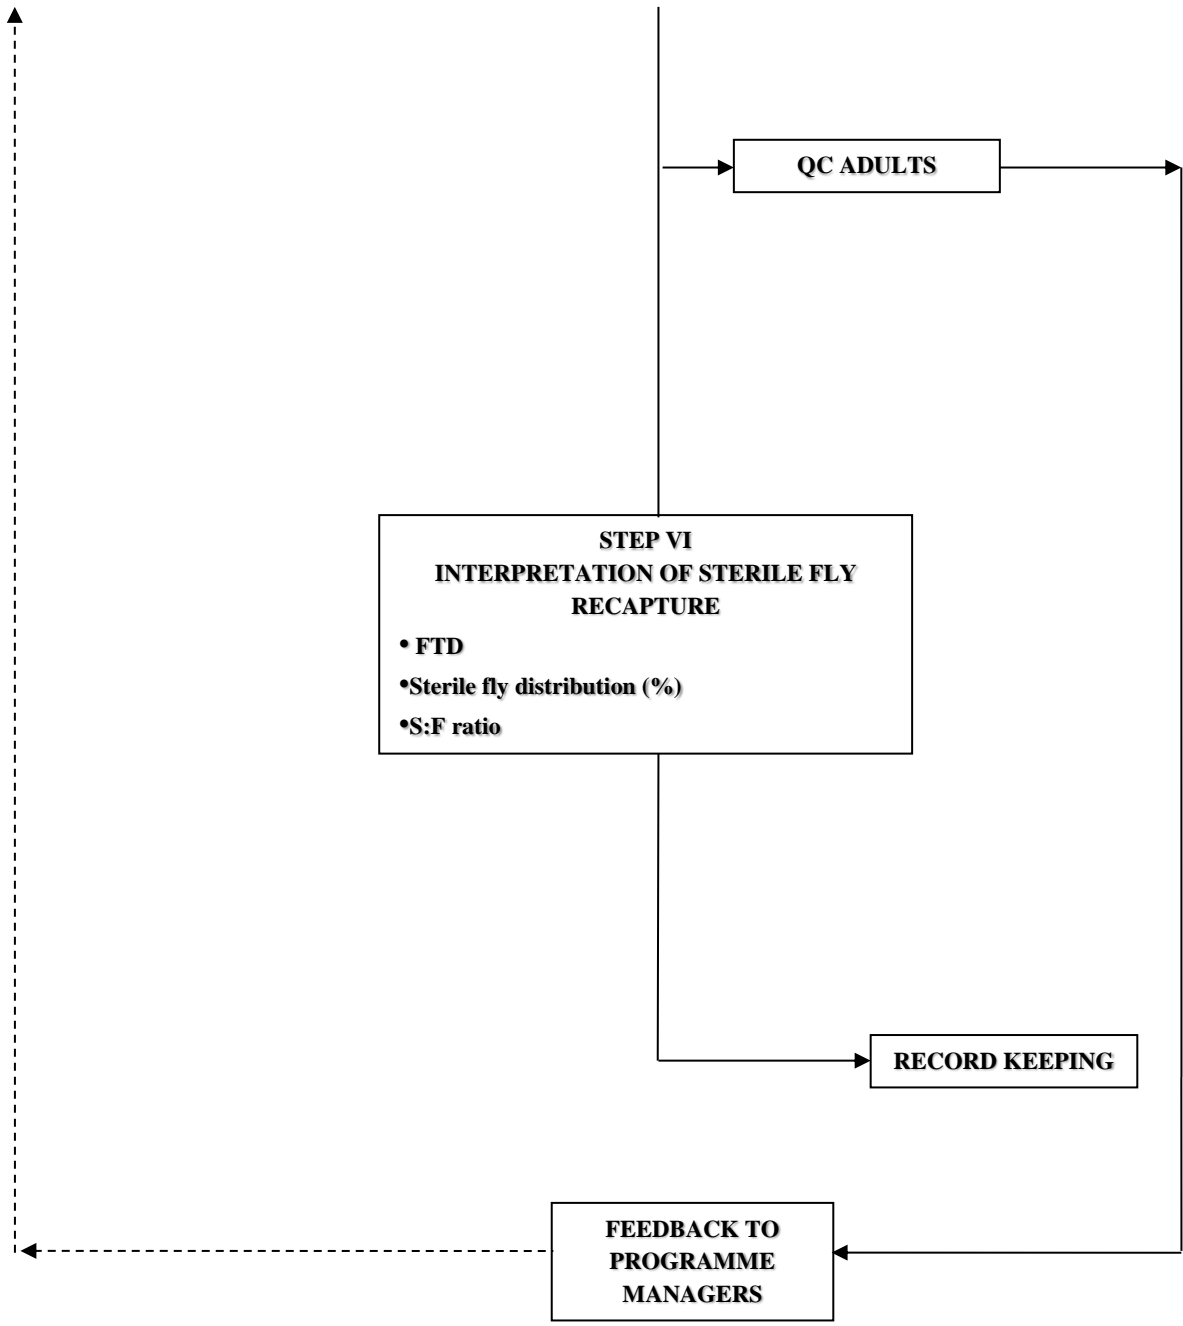 QC ADULTS
STEP VI
INTERPRETATION OF STERILE FLY
RECAPTURE
• FTD
•Sterile fly distribution (%)
•S:F ratio
RECORD KEEPING
FEEDBACK TO
PROGRAMME
MANAGERS